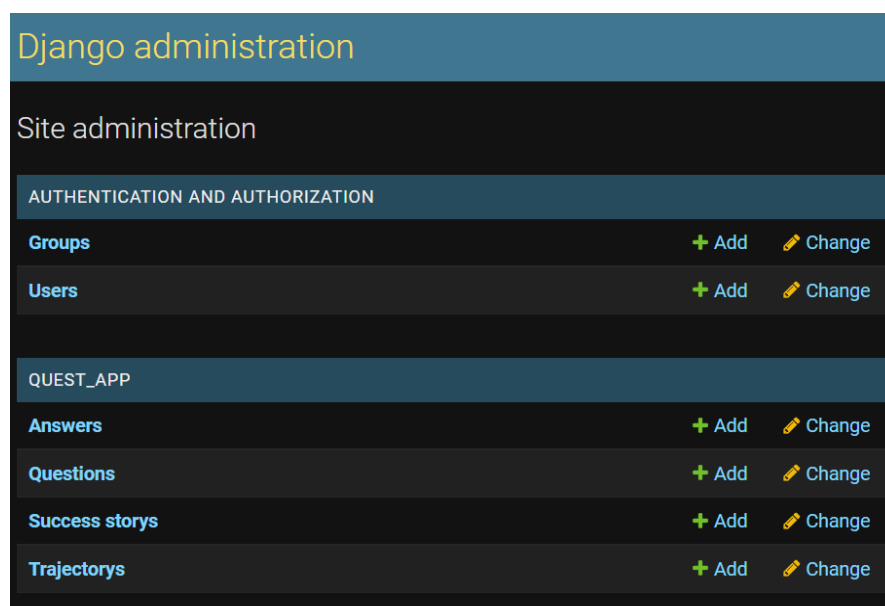 Django administration
Site administration
AUTHENTICATION AND AUTHORIZATION
Groups Add Change
Users Add Change
QUEST_APP
Answers Add Change
Questions Add Change
Success storys Add Change
Trajectorys Add Change